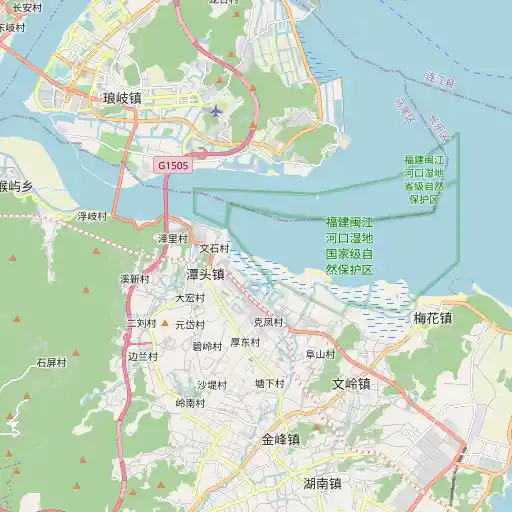 长安村
东岐村
琅岐镇
连江县
马尾区
长乐区
G1505
福建闽江
河口湿地
省级自然
保护区
猴屿乡
浮岐村
泽里村
文石村
福建闽江
河口湿地
国家级自
然保护区
溪新村
潭头镇
大宏村
二刘村
元岱村
克凤村
梅花镇
碧岭村
厚东村
边兰村
阜山村
石屏村
沙堤村
塘下村
文岭镇
岭南村
金峰镇
湖南镇